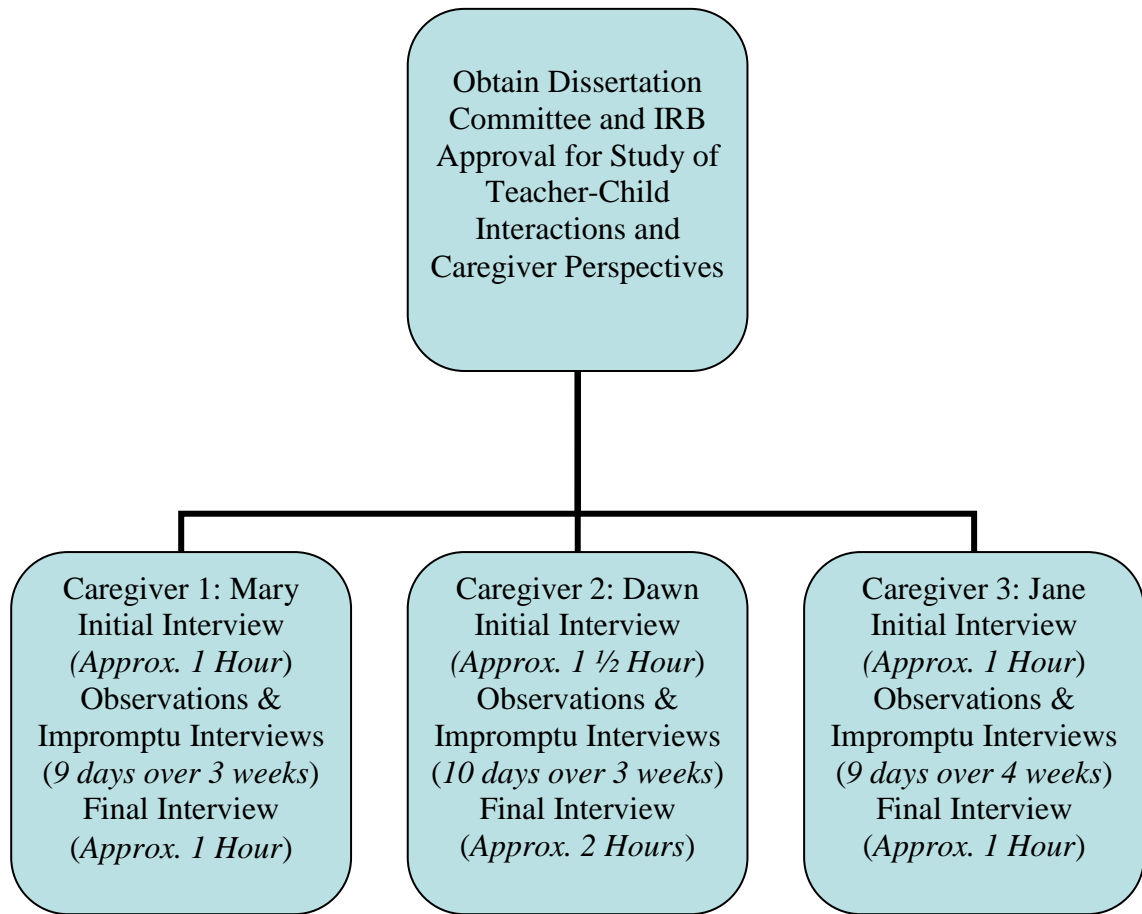 Obtain Dissertation
Committee and IRB
Approval for Study of
Teacher-Child
Interactions and
Caregiver Perspectives
Caregiver 1: Mary
Initial Interview
(Approx. 1 Hour)
Observations &
Impromptu Interviews
(9 days over 3 weeks)
Final Interview
(Approx. 1 Hour)
Caregiver 2: Dawn
Initial Interview
(Approx. 1 ½ Hour)
Observations &
Impromptu Interviews
(10 days over 3 weeks)
Final Interview
(Approx. 2 Hours)
Caregiver 3: Jane
Initial Interview
(Approx. 1 Hour)
Observations &
Impromptu Interviews
(9 days over 4 weeks)
Final Interview
(Approx. 1 Hour)